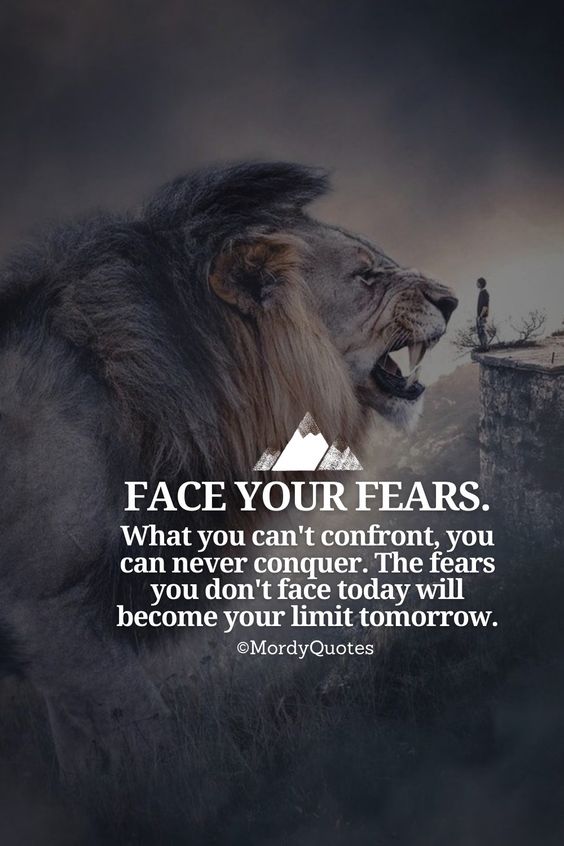 FACE YOUR FEARS.
What you can't confront, you
can never conquer. The fears
you don't face today will
become your limit tomorrow.
©MordyQuotes